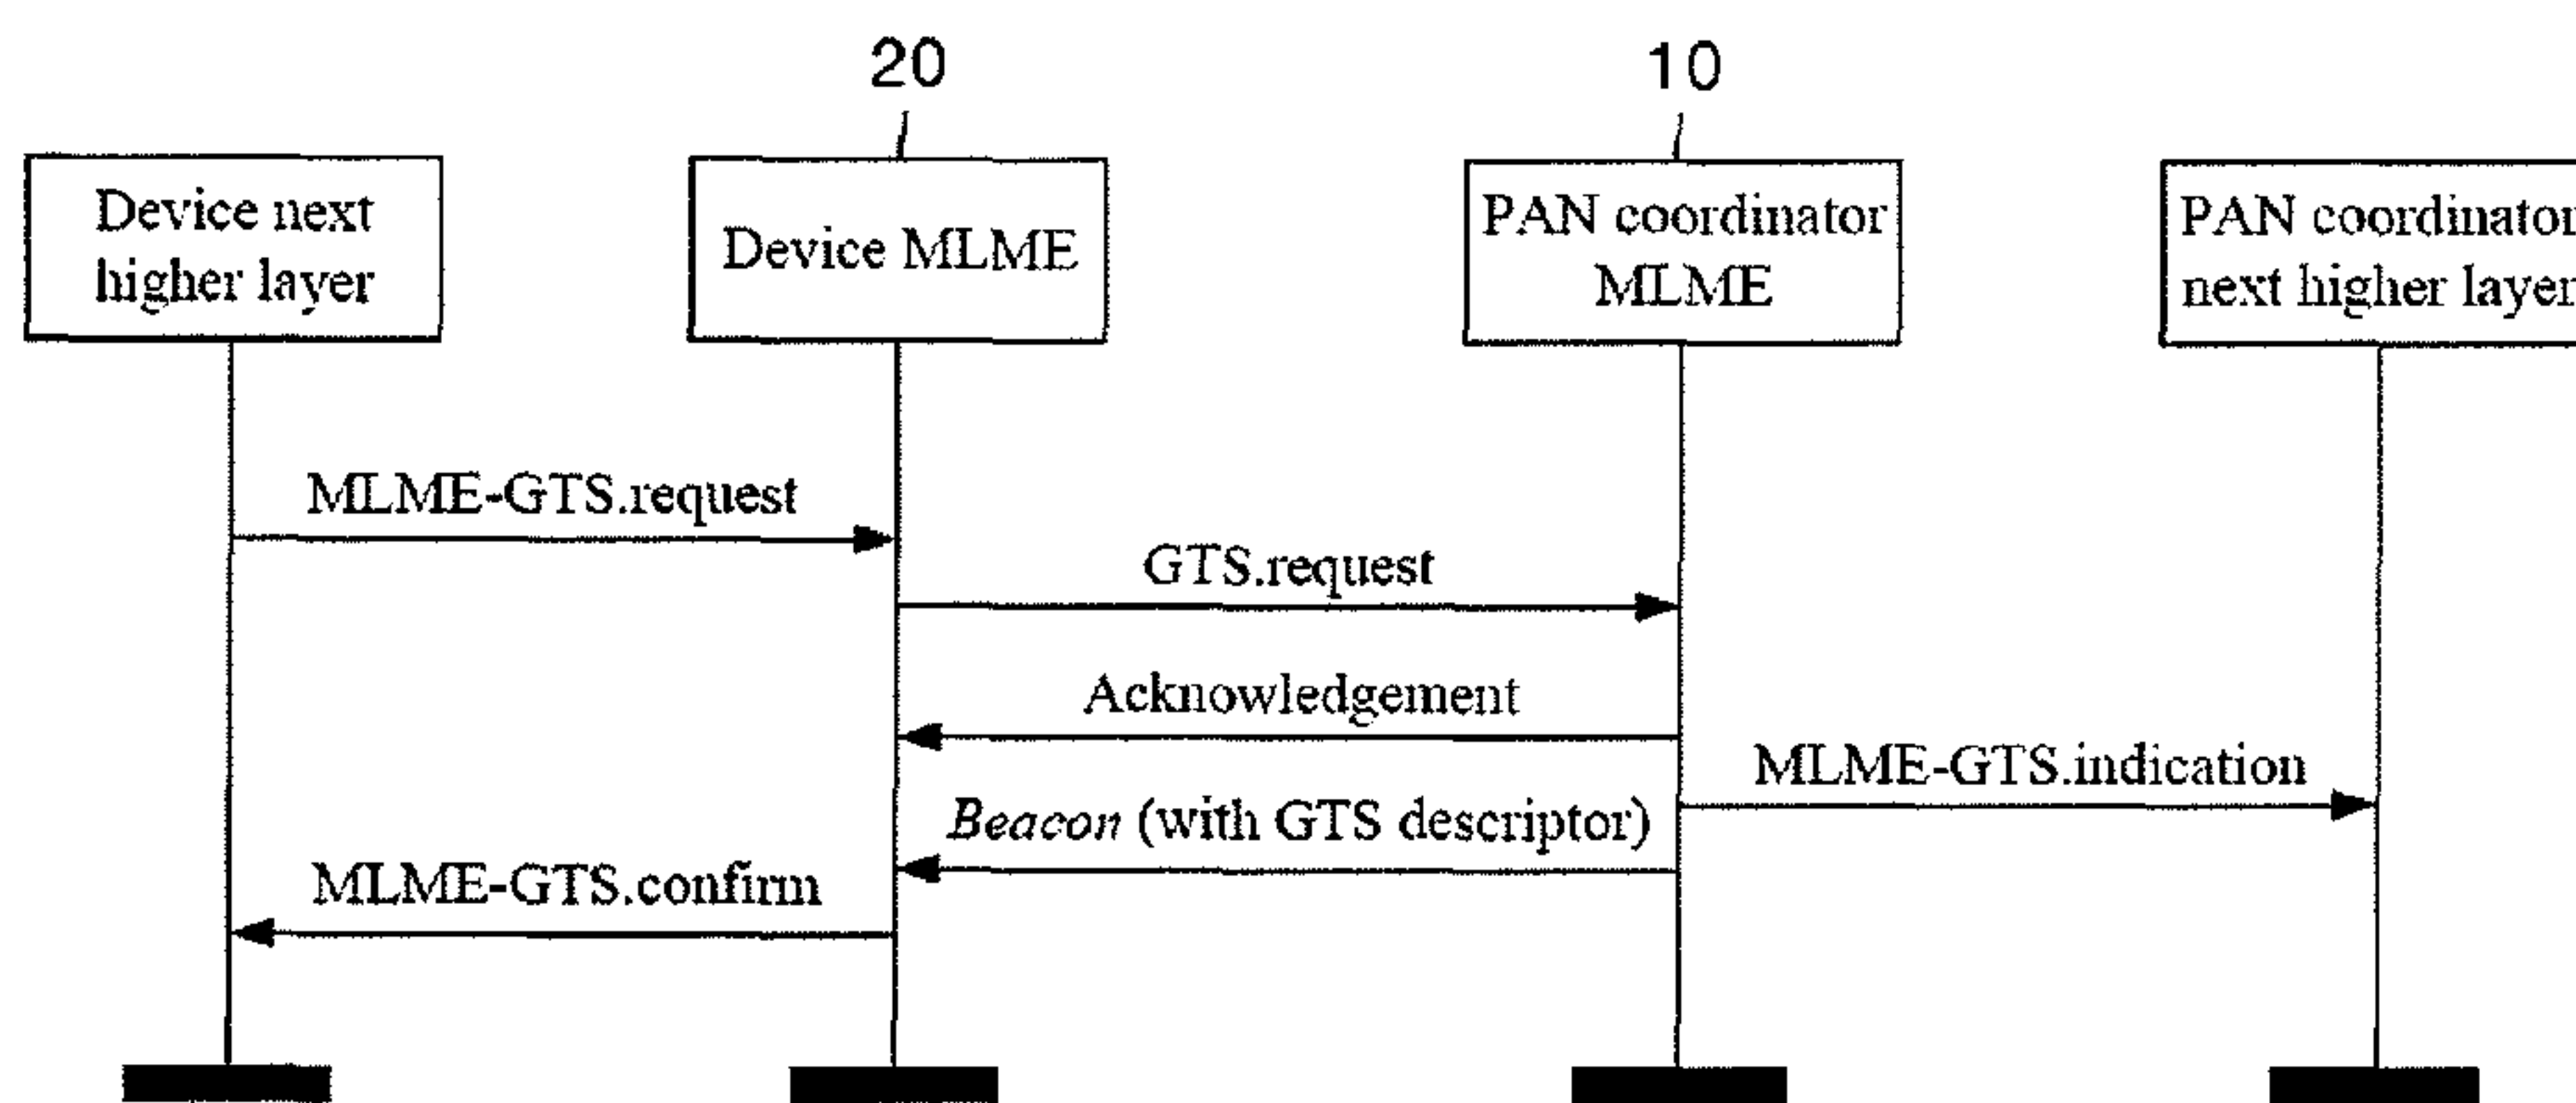 20
10
Device next
higher layer
Device MLME
PAN coordinator
MLME
PAN coordinator
next higher layer
MLME-GTS.request
GTS.request
Acknowledgement
MLME-GTS.indication
Beacon (with GTS descriptor)
MLME-GTS.confirm